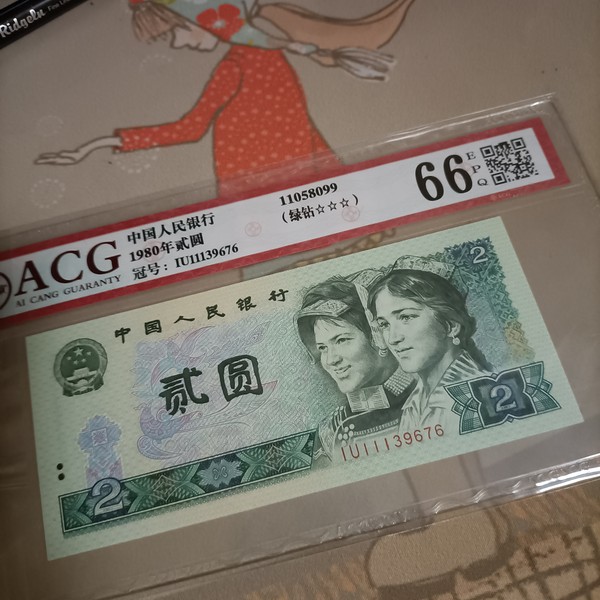 Ridgelu
ACG
AI CANG GUARANTY
中国人民银行
1980年贰圆
冠号：IU11139676
11058099
（绿钻☆☆☆）
66
E
P
Q
中国人民银行
贰圆
2
2
2
IU11139676